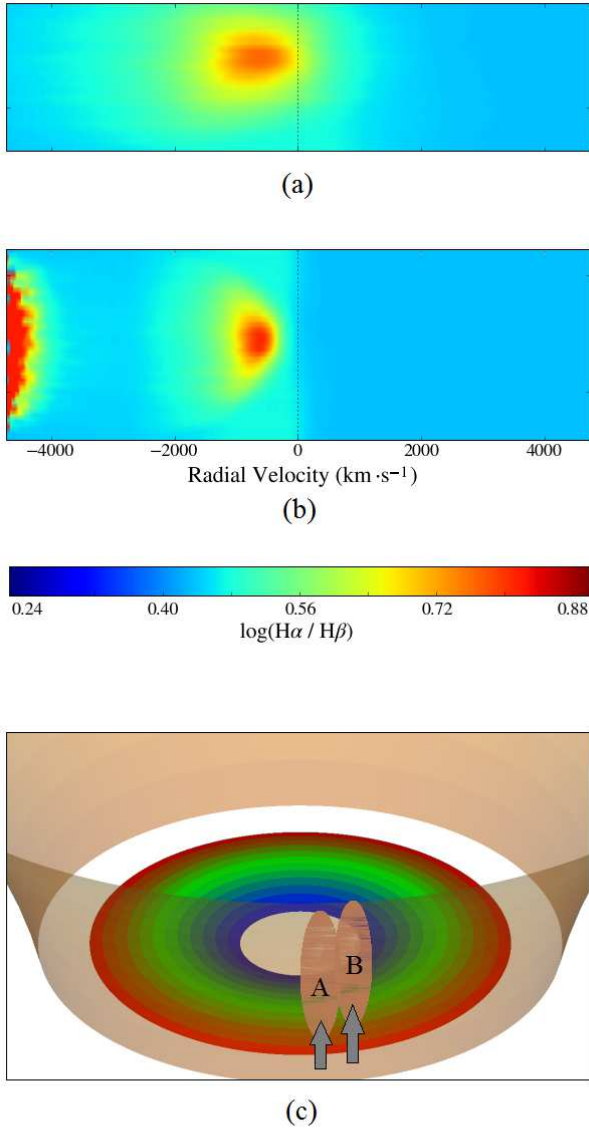 (a)
−4000 −2000 0 2000 4000
Radial Velocity (km·s⁻¹)
(b)
0.24 0.40 0.56 0.72 0.88
log(Hα / Hβ)
A B
(c)